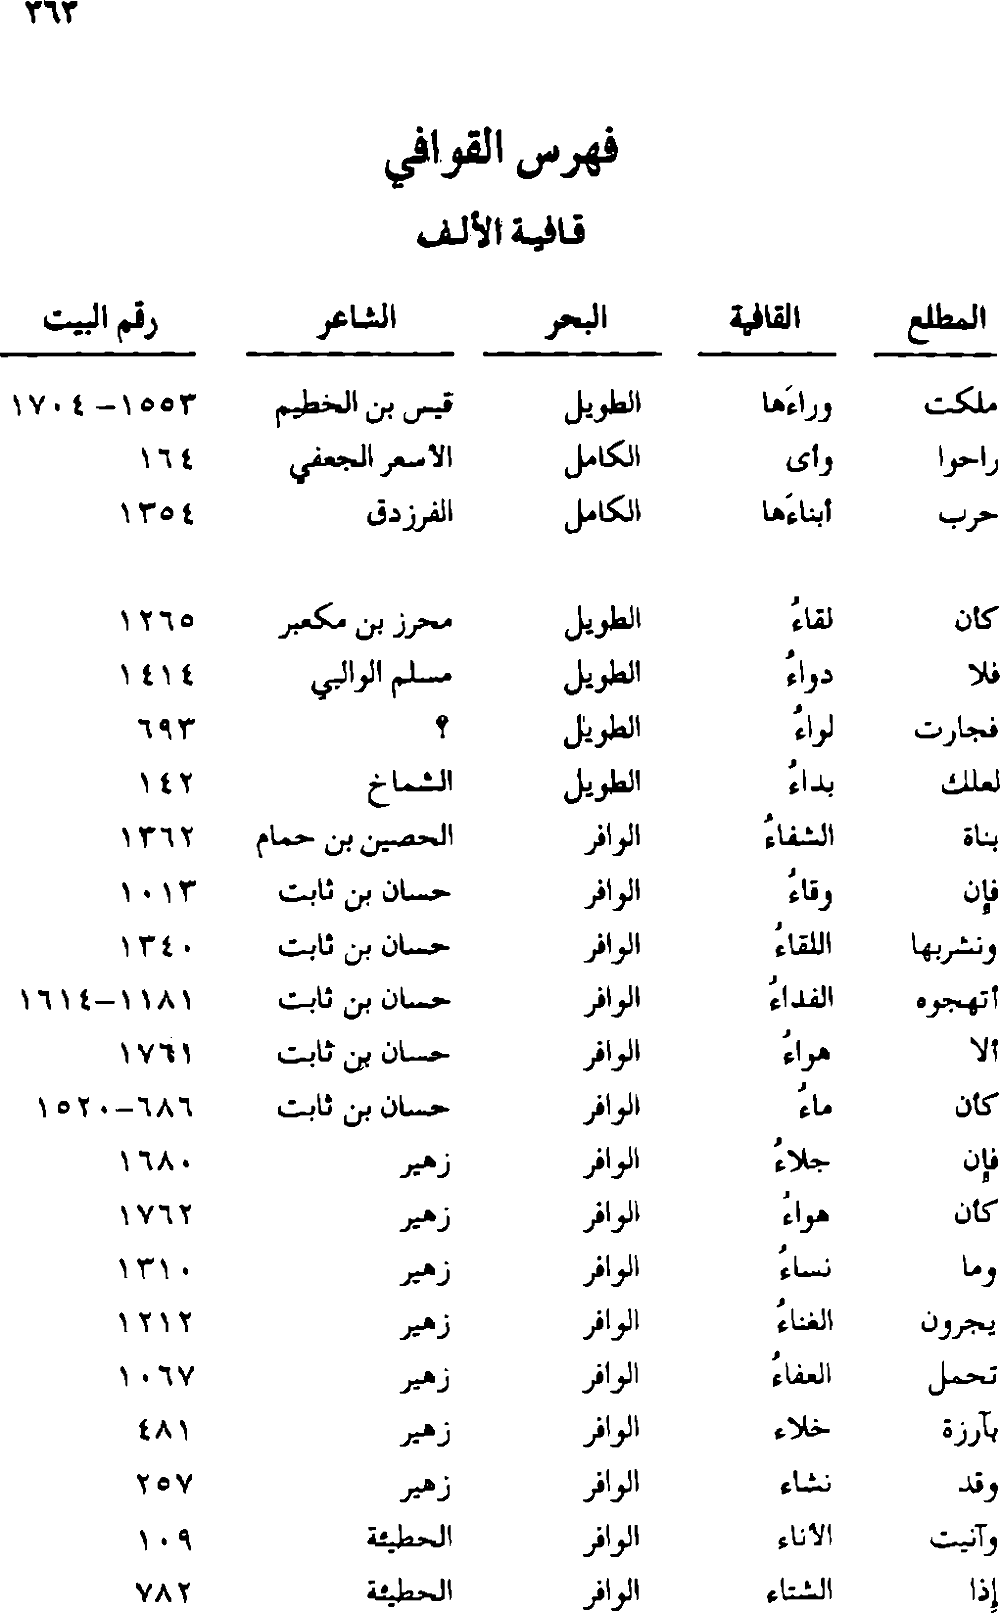 ٣٦٣
فهرس القوافي
قافية الألف
المطلع القافية البحر الشاعر رقم البيت
ملكت وراءَها الطويل قيس بن الخطيم ١٥٥٣–١٧٠٤
راحوا وأى الكامل الأسعر الجعفي ١٦٤
حرب أبناءَها الكامل الفرزدق ١٣٥٤
كأن لقاءُ الطويل محرز بن مكعبر ١٢٦٥
فلا دواءُ الطويل مسلم الوالبي ١٤١٤
فجارت لواءُ الطويل ؟ ٦٩٣
لعلك بداءُ الطويل الشماخ ١٤٢
بناة الشفاءُ الوافر الحصين بن حمام ١٣٦٢
فإن وقاءُ الوافر حسان بن ثابت ١٠١٣
ونشربها اللقاءُ الوافر حسان بن ثابت ١٣٤٠
أتهجوه الفداءُ الوافر حسان بن ثابت ١١٨١–١٦١٤
ألا هواءُ الوافر حسان بن ثابت ١٧٦١
كأن ماءُ الوافر حسان بن ثابت ٦٨٦–١٥٢٠
فإن جلاءُ الوافر زهير ١٦٨٠
كأن هواءُ الوافر زهير ١٧٦٢
وما نساءُ الوافر زهير ١٣١٠
يجرون الغناءُ الوافر زهير ١٢١٢
تحمل العفاءُ الوافر زهير ١٠٦٧
بآرزة خلاء الوافر زهير ٤٨١
وقد نشاء الوافر زهير ٢٥٧
وآنيت الأناء الوافر الحطيئة ١٠٩
إذا الشتاء الوافر الحطيئة ٧٨٢